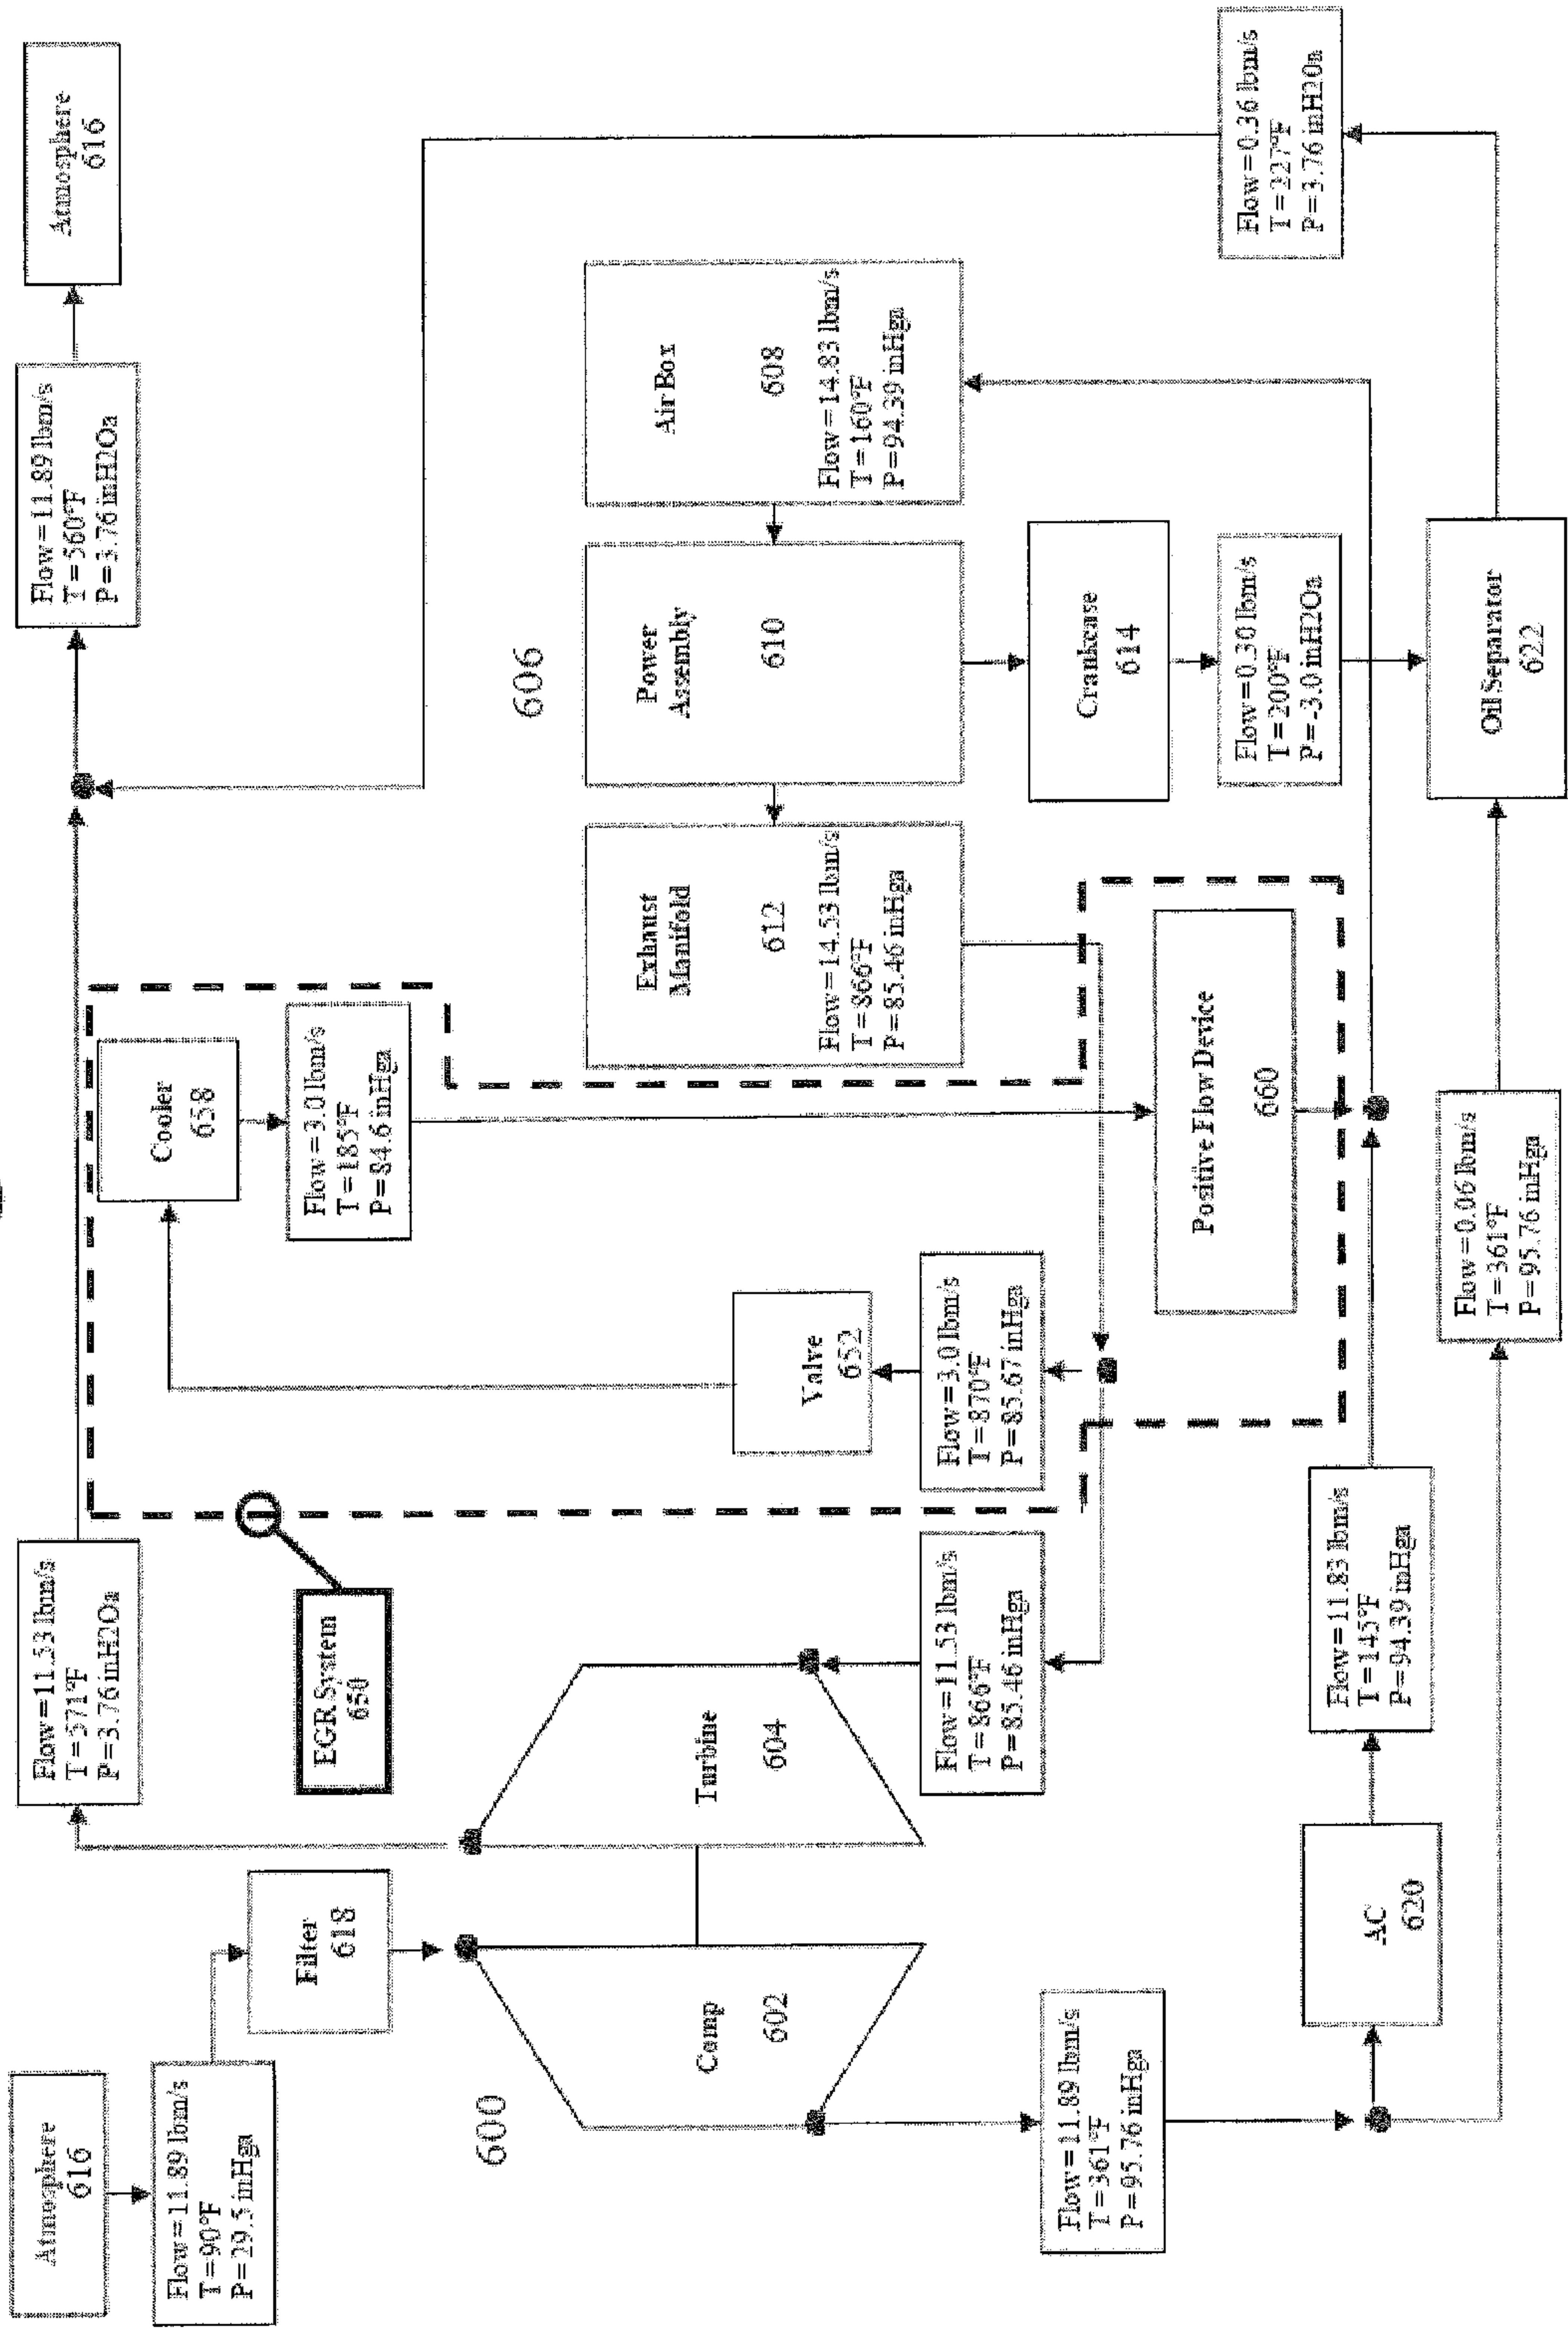 Atmosphere
616
Flow=11.89 lbm/s
T=90°F
P=29.5 inHga
Filter
618
600
Comp
602
Flow=11.89 lbm/s
T=361°F
P=95.76 inHga
AC
620
Flow=11.83 lbm/s
T=145°F
P=94.39 inHga
Flow=0.06 lbm/s
T=361°F
P=95.76 inHga
Flow=11.53 lbm/s
T=571°F
P=3.76 inH2Oa
EGR System
650
Turbine
604
Flow=11.53 lbm/s
T=866°F
P=85.46 inHga
Valve
652
Flow=3.0 lbm/s
T=870°F
P=85.67 inHga
Cooler
658
Flow=3.0 lbm/s
T=185°F
P=84.6 inHga
Positive Flow Device
660
606
Exhaust
Manifold
612
Flow=14.53 lbm/s
T=866°F
P=85.46 inHga
Power
Assembly
610
Air Box
608
Flow=14.83 lbm/s
T=160°F
P=94.39 inHga
Crankcase
614
Flow=0.30 lbm/s
T=200°F
P=-3.0 inH2Oa
Oil Separator
622
Flow=0.36 lbm/s
T=227°F
P=3.76 inH2Oa
Flow=11.89 lbm/s
T=560°F
P=3.76 inH2Oa
Atmosphere
616